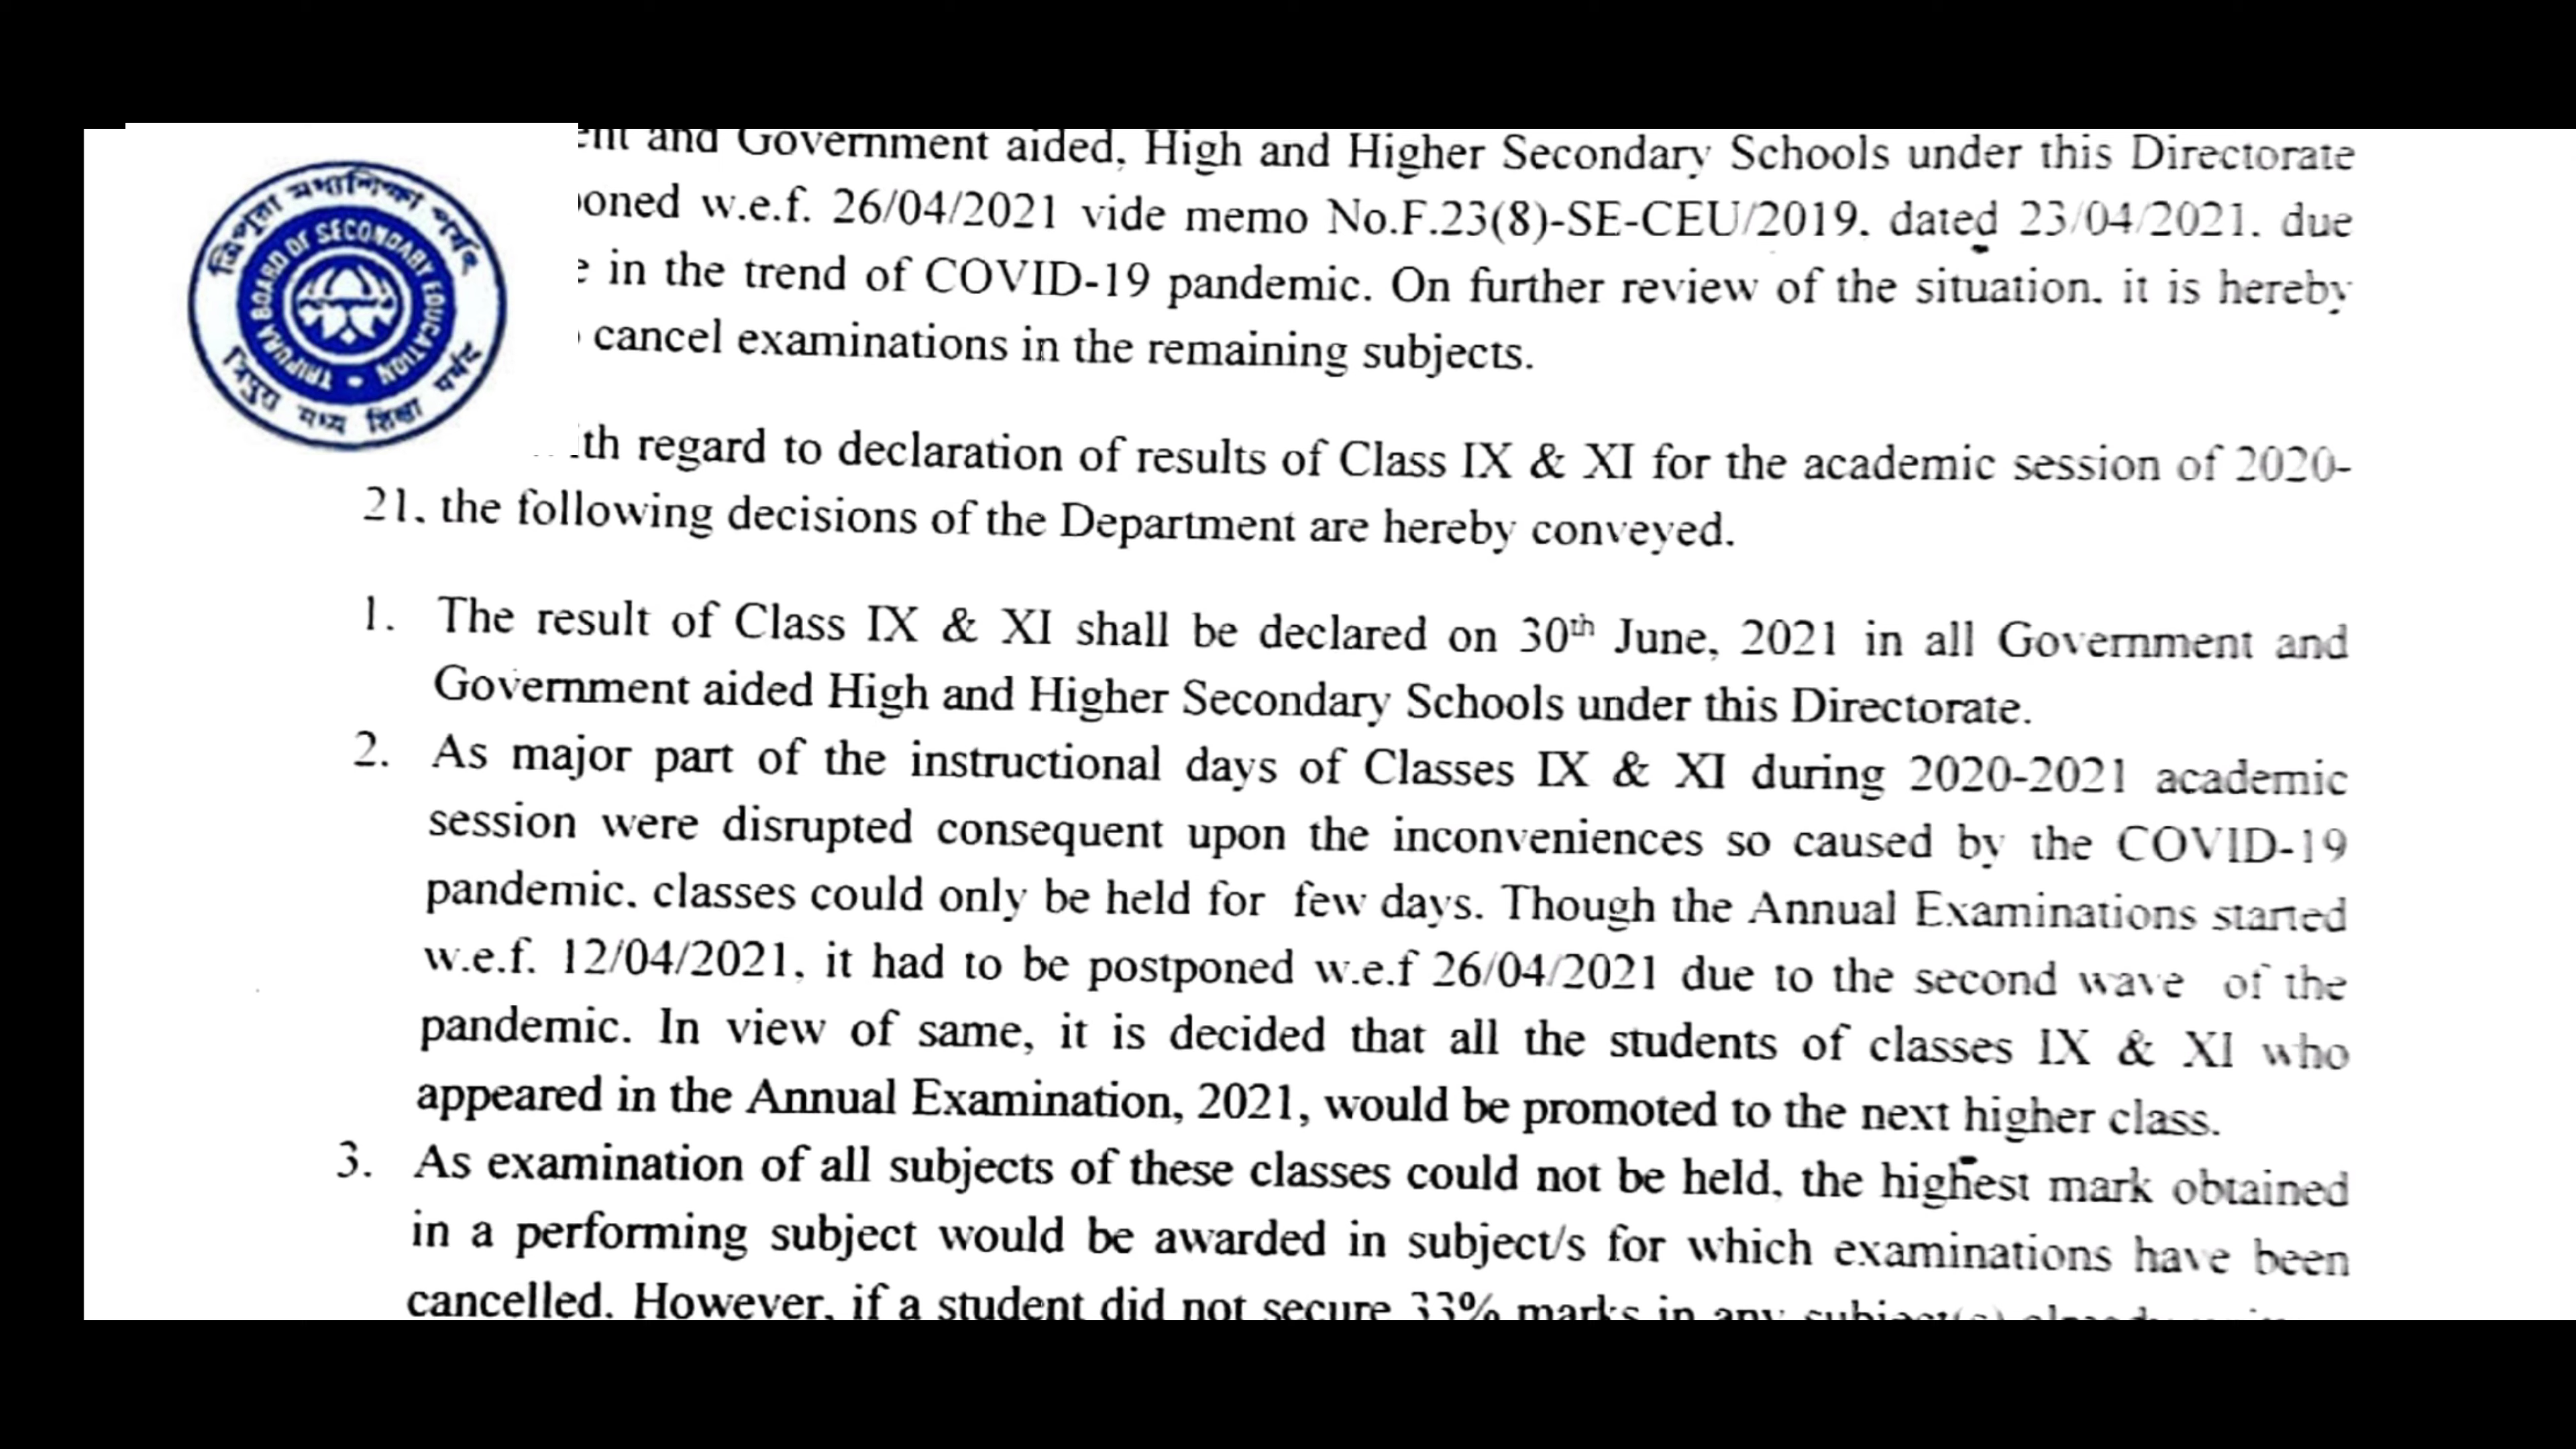 ত্রিপুরা মধ্যশিক্ষা পর্ষদ
TRIPURA BOARD OF SECONDARY EDUCATION
त्रिपुरा मध्य शिक्षा पर्षद
and Government aided, High and Higher Secondary Schools under this Directorate
w.e.f. 26/04/2021 vide memo No.F.23(8)-SE-CEU/2019. dated 23/04/2021. due
in the trend of COVID-19 pandemic. On further review of the situation. it is hereby
cancel examinations in the remaining subjects.
regard to declaration of results of Class IX & XI for the academic session of 2020-
21. the following decisions of the Department are hereby conveyed.
1. The result of Class IX & XI shall be declared on 30th June, 2021 in all Government and
Government aided High and Higher Secondary Schools under this Directorate.
2. As major part of the instructional days of Classes IX & XI during 2020-2021 academic
session were disrupted consequent upon the inconveniences so caused by the COVID-19
pandemic. classes could only be held for few days. Though the Annual Examinations started
w.e.f. 12/04/2021, it had to be postponed w.e.f 26/04/2021 due to the second wave of the
pandemic. In view of same, it is decided that all the students of classes IX & XI who
appeared in the Annual Examination, 2021, would be promoted to the next higher class.
3. As examination of all subjects of these classes could not be held, the highest mark obtained
in a performing subject would be awarded in subject/s for which examinations have been
cancelled. However, if a student did not secure 33% marks in any subject(s) already